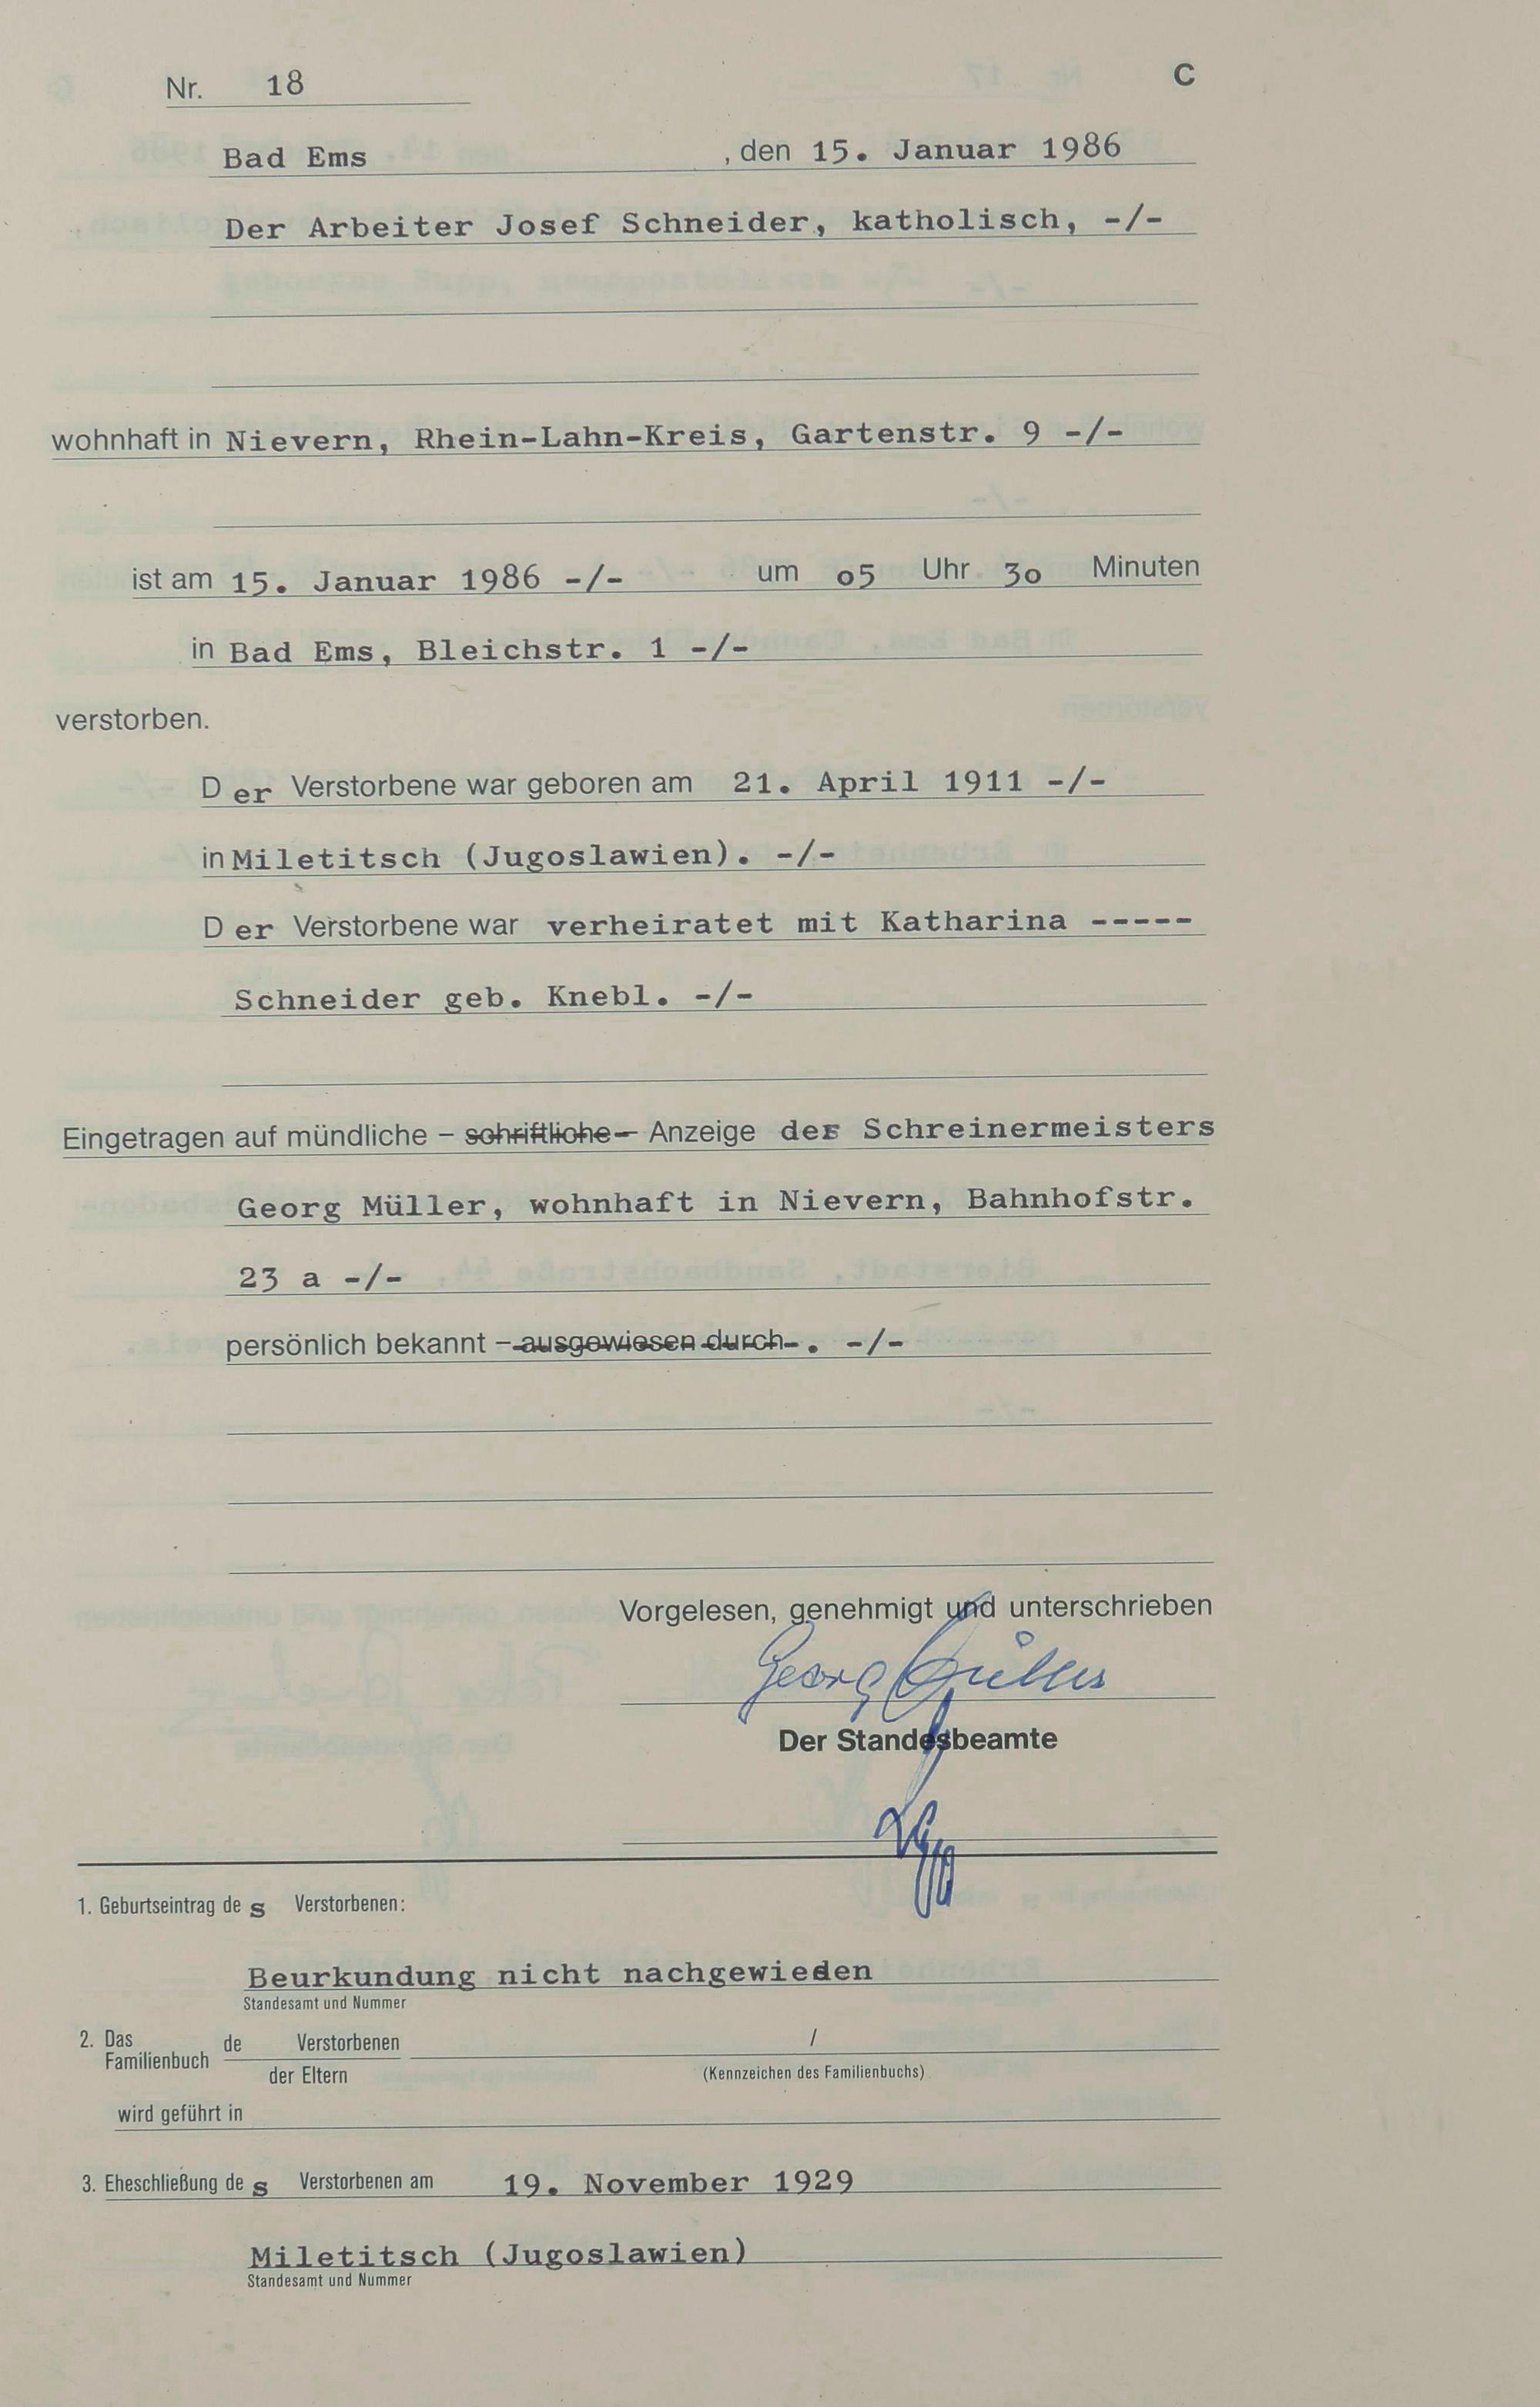 Nr. 18 C
Bad Ems , den 15. Januar 1986
Der Arbeiter Josef Schneider, katholisch, -/-
wohnhaft in Nievern, Rhein-Lahn-Kreis, Gartenstr. 9 -/-
ist am 15. Januar 1986 -/- um o5 Uhr 3o Minuten
in Bad Ems, Bleichstr. 1 -/-
verstorben.
D er Verstorbene war geboren am 21. April 1911 -/-
in Miletitsch (Jugoslawien). -/-
D er Verstorbene war verheiratet mit Katharina -----
Schneider geb. Knebl. -/-
Eingetragen auf mündliche – schriftliche – Anzeige des Schreinermeisters
Georg Müller, wohnhaft in Nievern, Bahnhofstr.
23 a -/-
persönlich bekannt – ausgewiesen durch . -/-
Vorgelesen, genehmigt und unterschrieben
Georg Müller
Der Standesbeamte
1. Geburtseintrag de s Verstorbenen:
Beurkundung nicht nachgewiesen
Standesamt und Nummer
2. Das Familienbuch de Verstorbenen /
der Eltern (Kennzeichen des Familienbuchs)
wird geführt in
3. Eheschließung de s Verstorbenen am 19. November 1929
Miletitsch (Jugoslawien)
Standesamt und Nummer